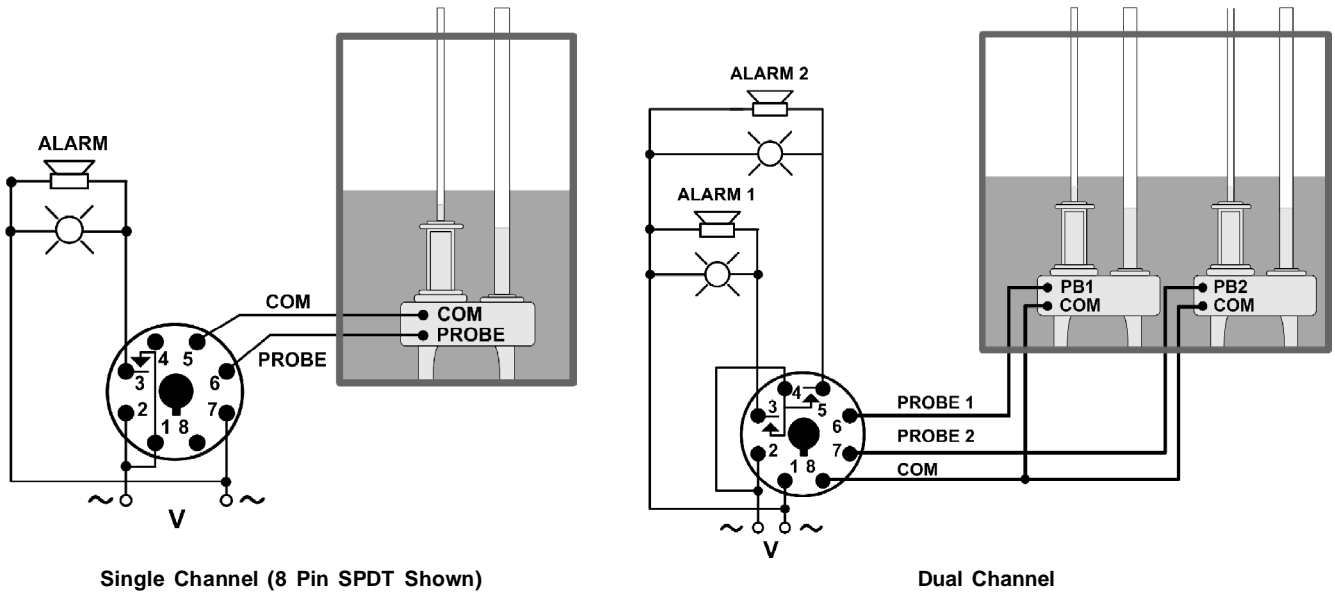 ALARM
COM
PROBE
COM
PROBE
4 5
3 6
2 7
1 8
~ V ~
Single Channel (8 Pin SPDT Shown)
ALARM 2
ALARM 1
PB1
COM
PB2
COM
PROBE 1
PROBE 2
COM
4 5
3 6
2 7
1 8
~ V ~
Dual Channel